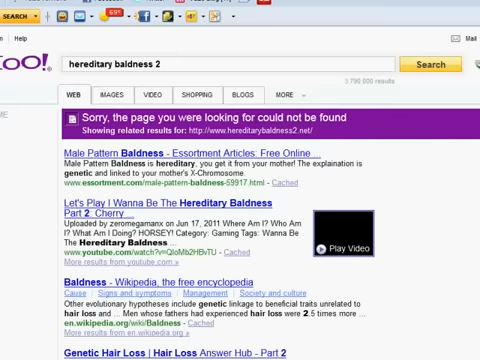 SEARCH
69°
Help
Mail
oo!
hereditary baldness 2
Search
3,790,000 results
WEB IMAGES VIDEO SHOPPING BLOGS MORE
Sorry, the page you were looking for could not be found
Showing related results for: http://www.hereditarybaldness2.net/
Male Pattern Baldness - Essortment Articles: Free Online ...
Male Pattern Baldness is hereditary, you get it from your mother! The explaination is
genetic and linked to your mother's X-Chromosome.
www.essortment.com/male-pattern-baldness-59917.html - Cached
Let's Play I Wanna Be The Hereditary Baldness
Part 2: Cherry ...
Uploaded by zeromegamanx on Jun 17, 2011 Where Am I? Who Am
I? What Am I Doing? HORSEY! Category: Gaming Tags: Wanna Be
The Hereditary Baldness ...
www.youtube.com/watch?v=QIoMb2HBvTU - Cached
More results from youtube.com »
Play Video
Baldness - Wikipedia, the free encyclopedia
Cause Signs and symptoms Management Society and culture
Other evolutionary hypotheses include genetic linkage to beneficial traits unrelated to
hair loss and ... Men whose fathers had experienced hair loss were 2.5 times more ...
en.wikipedia.org/wiki/Baldness - Cached
More results from en.wikipedia.org »
Genetic Hair Loss | Hair Loss Answer Hub - Part 2